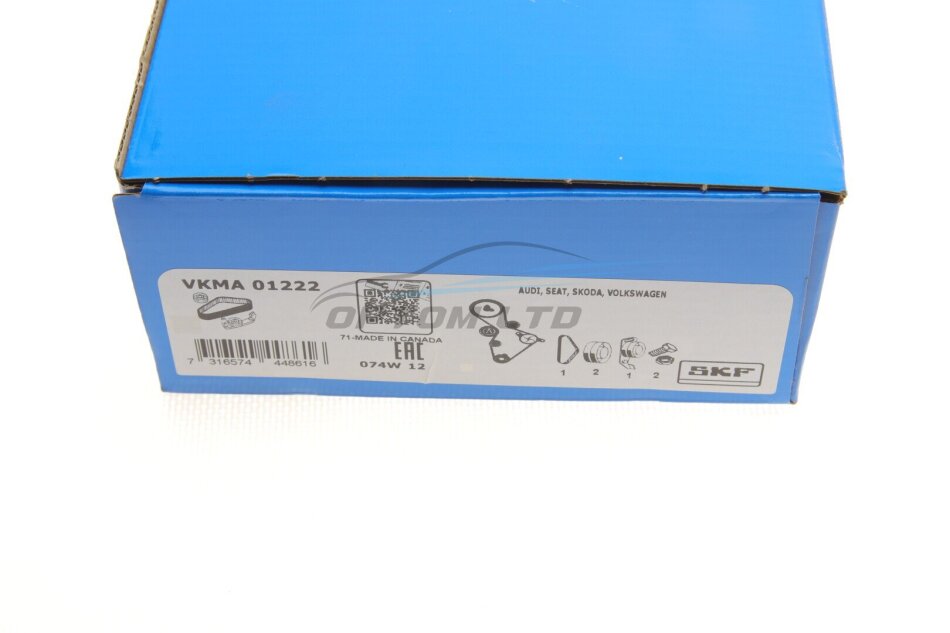 VKMA 01222
AUDI, SEAT, SKODA, VOLKSWAGEN
OPTOMLTD
71-MADE IN CANADA
EAC
074W 12
7 316574 448616
1 2 1 2
SKF